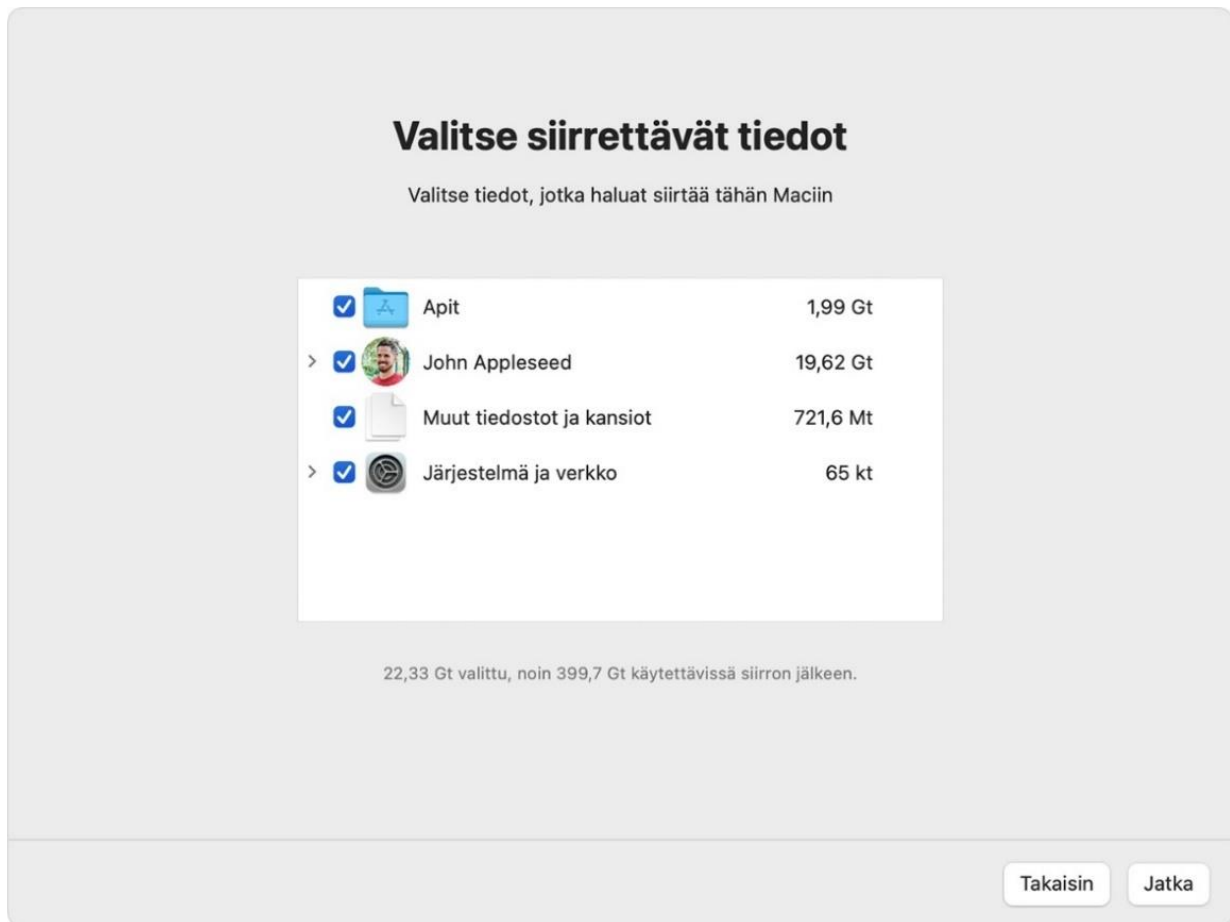 Valitse siirrettävät tiedot
Valitse tiedot, jotka haluat siirtää tähän Maciin
Apit 1,99 Gt
John Appleseed 19,62 Gt
Muut tiedostot ja kansiot 721,6 Mt
Järjestelmä ja verkko 65 kt
22,33 Gt valittu, noin 399,7 Gt käytettävissä siirron jälkeen.
Takaisin Jatka